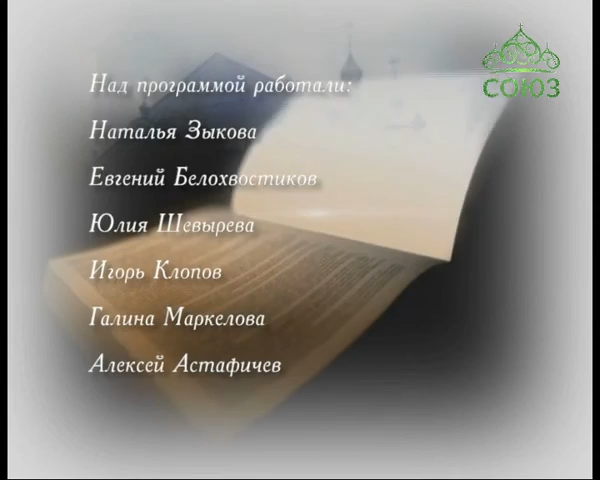 СОЮЗ
Над программой работали:
Наталья Зыкова
Евгений Белохвостиков
Юлия Шевырева
Игорь Клопов
Галина Маркелова
Алексей Астафичев